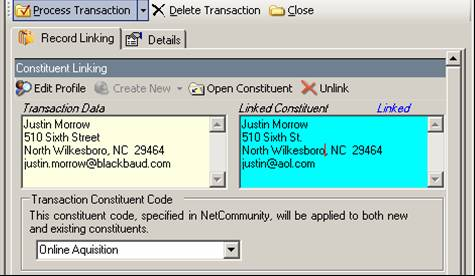 Process Transaction Delete Transaction Close
Record Linking Details
Constituent Linking
Edit Profile Create New Open Constituent Unlink
Transaction Data Linked Constituent Linked
Justin Morrow
510 Sixth Street
North Wilkesboro, NC 29464
justin.morrow@blackbaud.com
Justin Morrow
510 Sixth St.
North Wilkesboro, NC 29464
justin@aol.com
Transaction Constituent Code
This constituent code, specified in NetCommunity, will be applied to both new
and existing constituents.
Online Aquisition